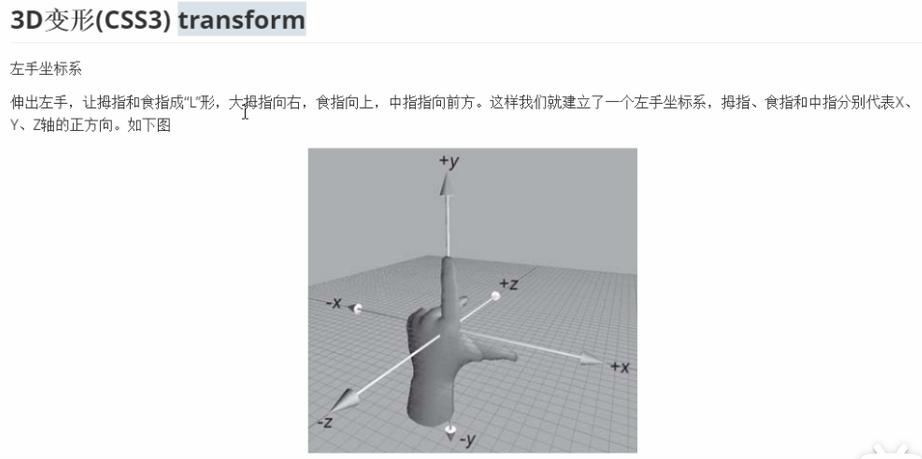 3D变形(CSS3) transform
左手坐标系
伸出左手，让拇指和食指成“L”形，大拇指向右，食指向上，中指指向前方。这样我们就建立了一个左手坐标系，拇指、食指和中指分别代表X、
Y、Z轴的正方向。如下图
+y
+z
-x
+x
-z
-y